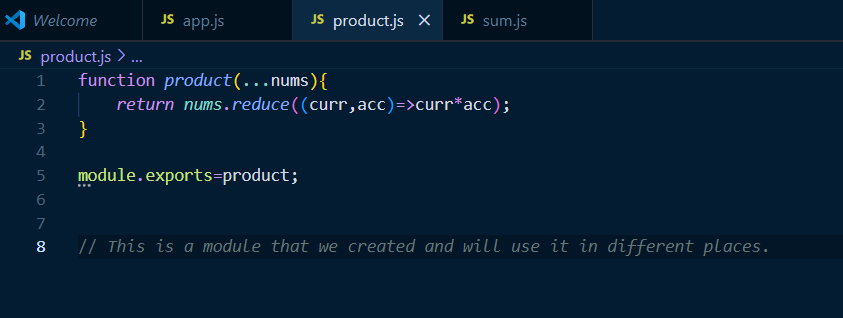 Welcome
JS app.js
JS product.js
JS sum.js
JS product.js > ...
1 function product(...nums){
2     return nums.reduce((curr,acc)=>curr*acc);
3 }
4
5 module.exports=product;
6
7
8 // This is a module that we created and will use it in different places.